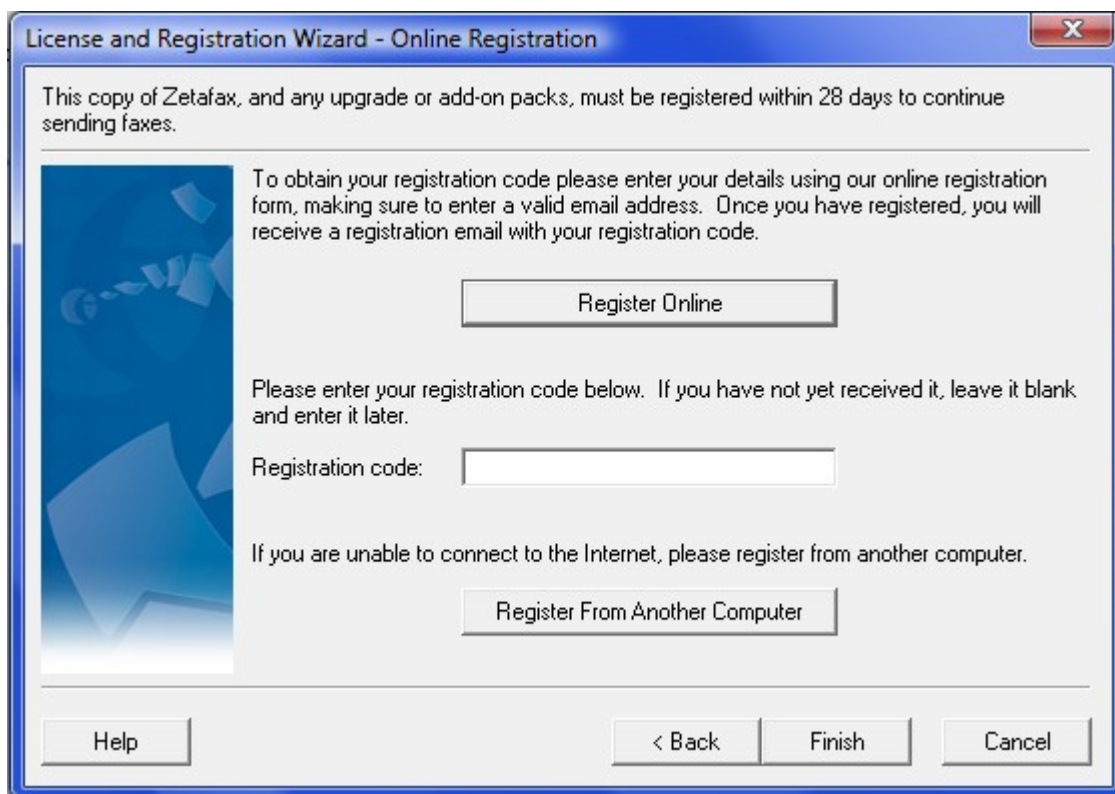 License and Registration Wizard - Online Registration
This copy of Zetafax, and any upgrade or add-on packs, must be registered within 28 days to continue
sending faxes.
To obtain your registration code please enter your details using our online registration
form, making sure to enter a valid email address.  Once you have registered, you will
receive a registration email with your registration code.
Register Online
Please enter your registration code below.  If you have not yet received it, leave it blank
and enter it later.
Registration code:
If you are unable to connect to the Internet, please register from another computer.
Register From Another Computer
Help
< Back
Finish
Cancel